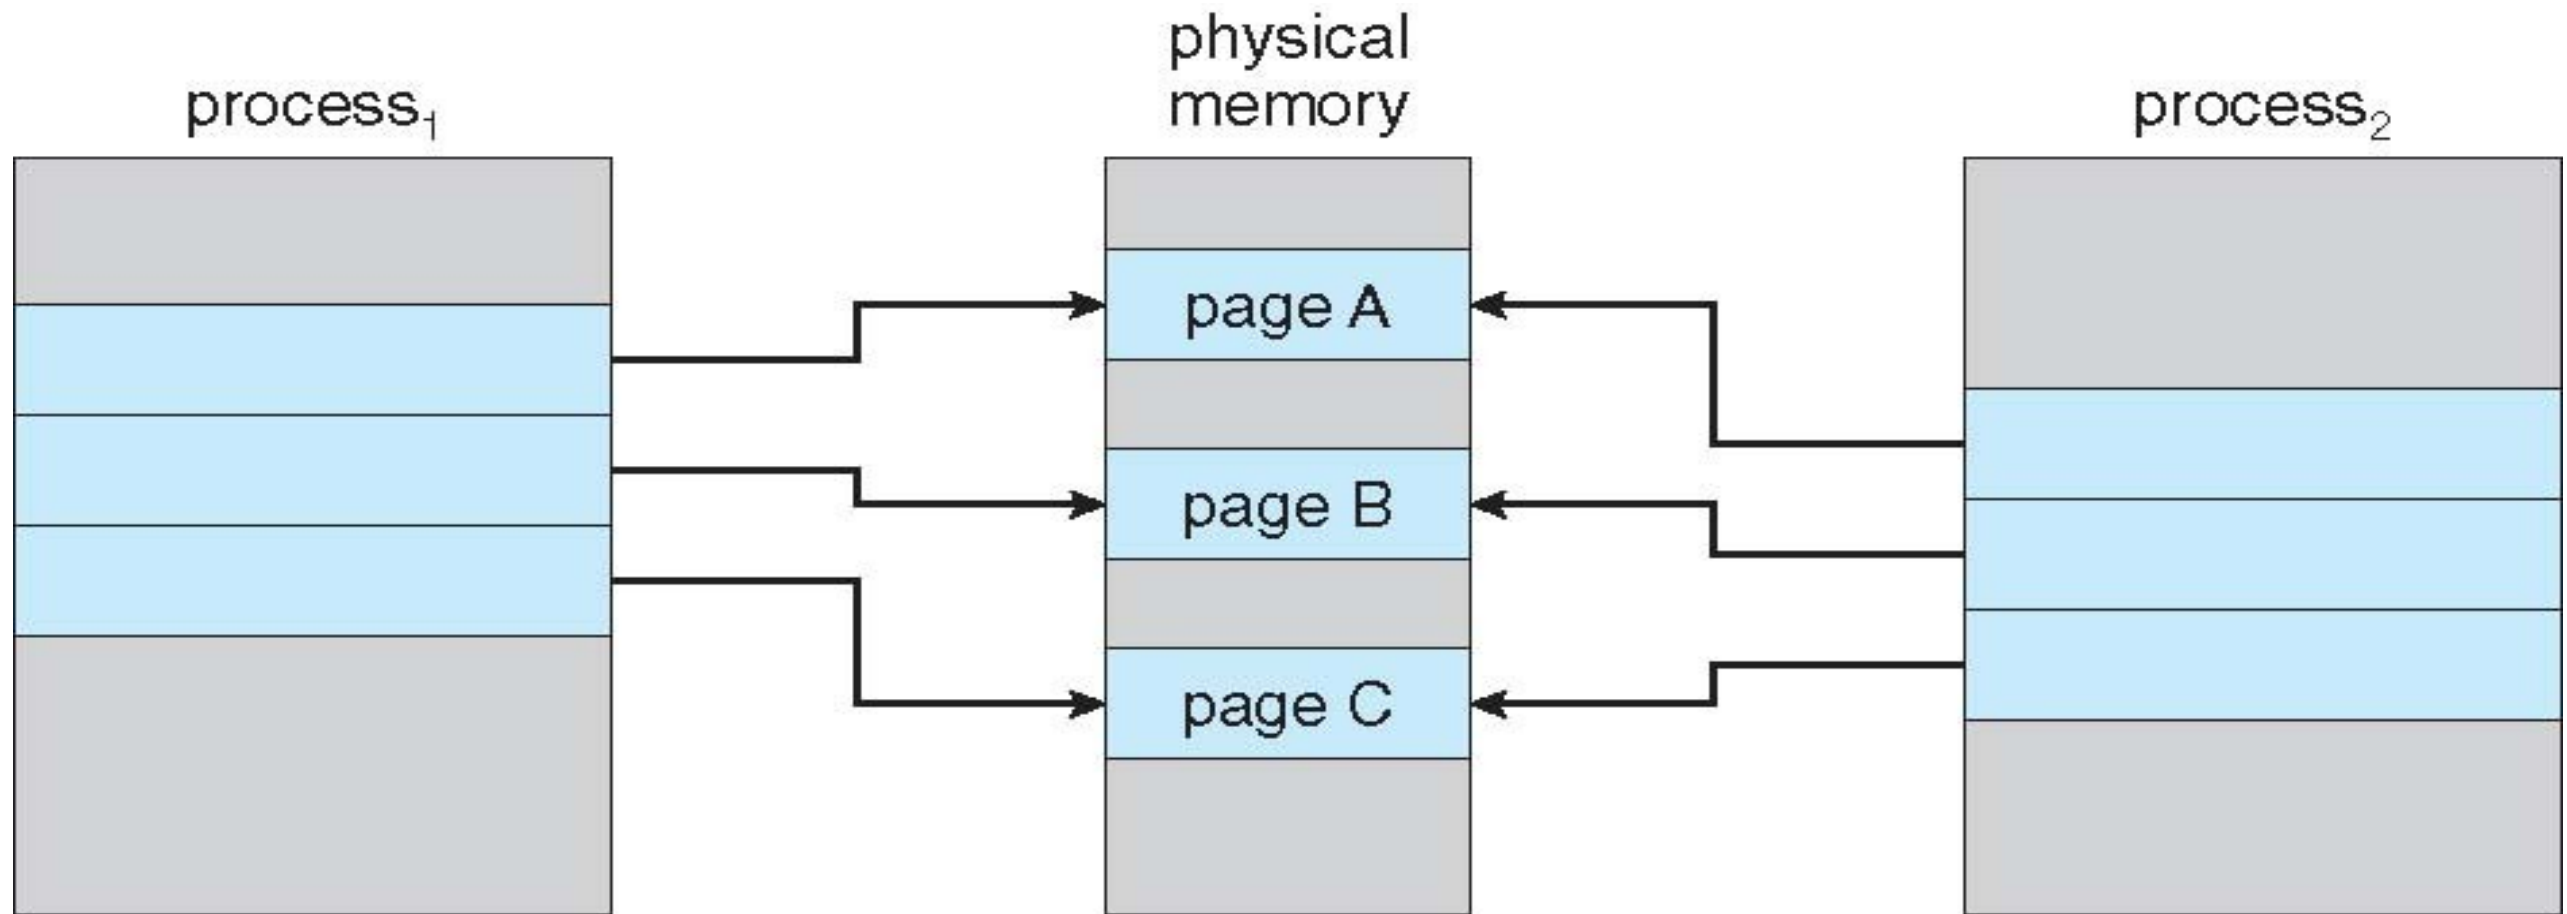 process₁
physical
memory
process₂
page A
page B
page C